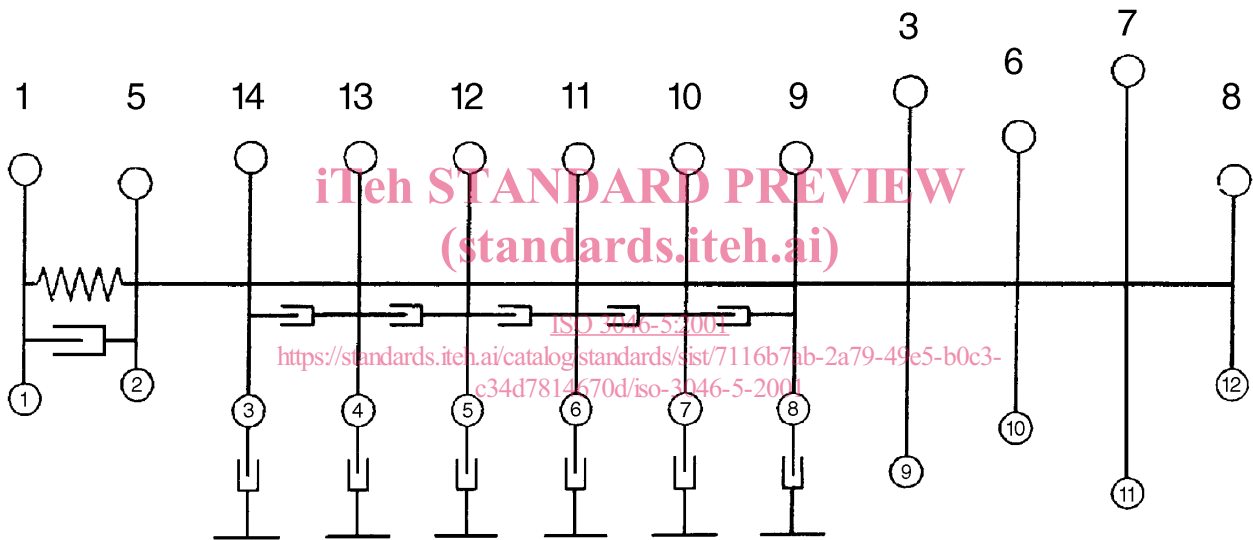 3 6 7
1 5 14 13 12 11 10 9 8
iTeh STANDARD PREVIEW
(standards.iteh.ai)
ISO 3046-5:2001
https://standards.iteh.ai/catalog/standards/sist/7116b7ab-2a79-49e5-b0c3-
c34d7814670d/iso-3046-5-2001
1 2 3 4 5 6 7 8 9 10 11 12